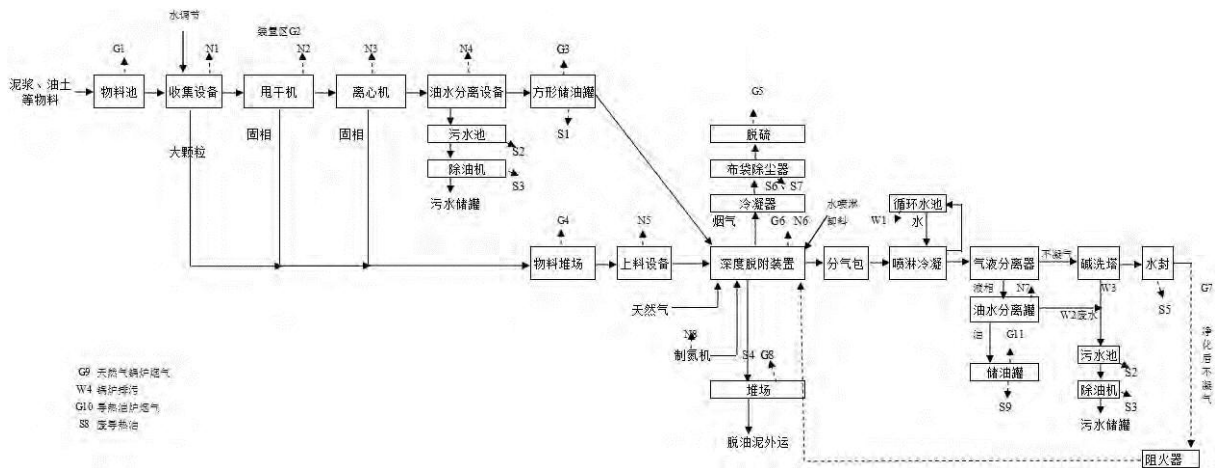 水调节
装置区G2
G1
N1
N2
N3
N4
G3
泥浆、油土
等物料
物料池
收集设备
甩干机
离心机
油水分离设备
方形储油罐
G5
固相
固相
大颗粒
污水池
S1
S2
除油机
S3
污水储罐
脱硫
布袋除尘器
S6
S7
冷凝器
烟气
G6
N6
水喷淋
卸料
循环水池
W1
水
G4
N5
物料堆场
上料设备
深度脱附装置
分气包
喷淋冷凝
气液分离器
不凝气
碱洗塔
水封
液相
N7
W3
G7
天然气
油水分离罐
W2废水
S5
N8
制氮机
S4
G8
油
G11
净化后不凝气
污水池
S2
储油罐
堆场
除油机
S3
S9
污水储罐
脱油泥外运
阻火器
G9 天然气锅炉烟气
W4 锅炉排污
G10 导热油炉烟气
S8 废导热油